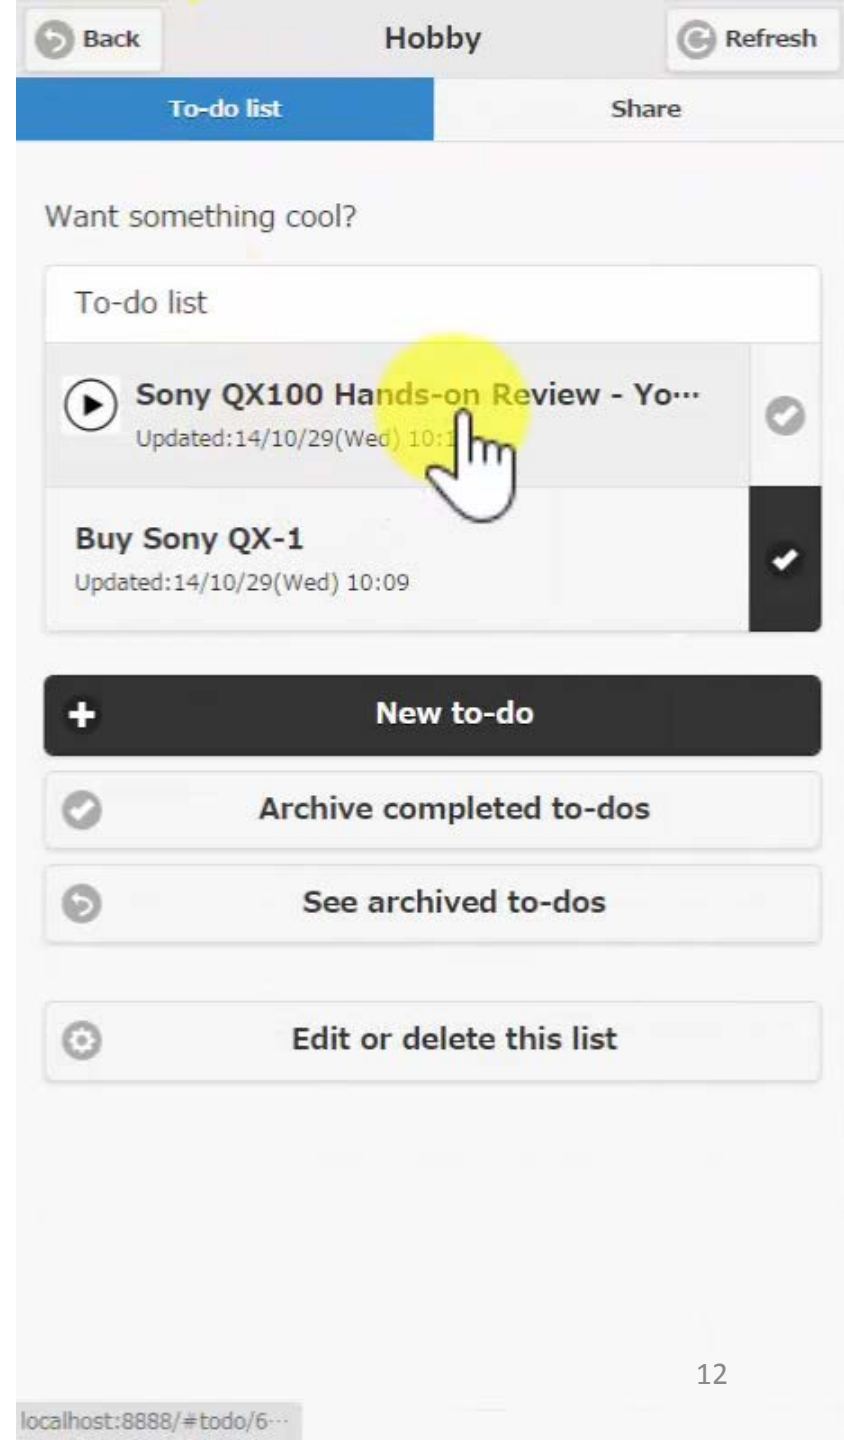 Back
Hobby
Refresh
To-do list
Share
Want something cool?
To-do list
Sony QX100 Hands-on Review - Yo…
Updated:14/10/29(Wed) 10:1
Buy Sony QX-1
Updated:14/10/29(Wed) 10:09
New to-do
Archive completed to-dos
See archived to-dos
Edit or delete this list
12
localhost:8888/#todo/6…